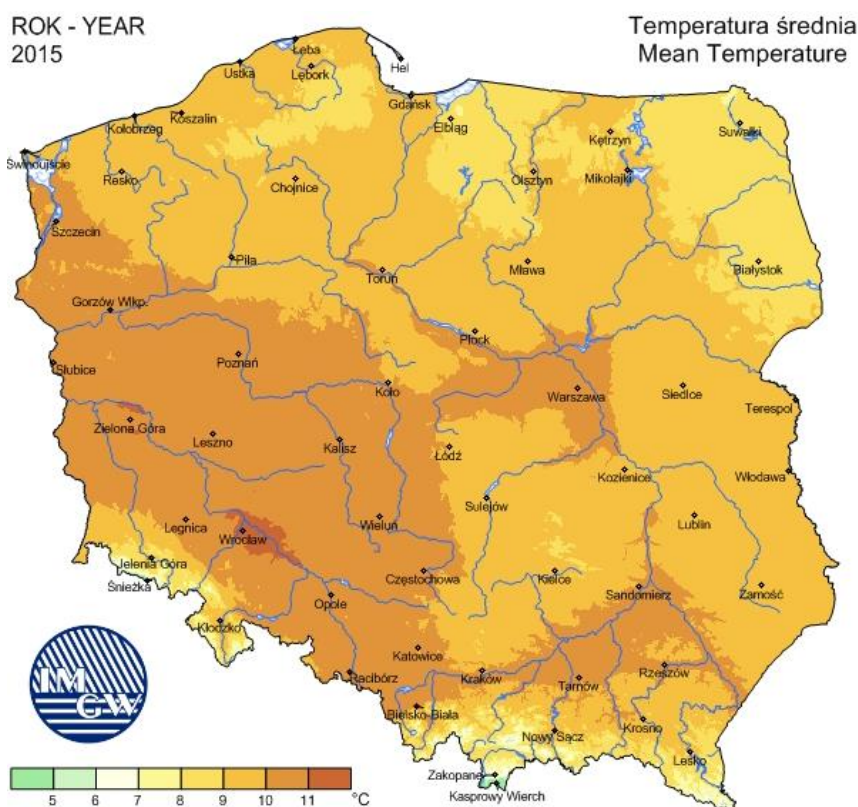 ROK - YEAR
2015
Temperatura średnia
Mean Temperature
Łeba
Ustka
Lębork
Hel
Gdańsk
Kołobrzeg
Koszalin
Elbląg
Kętrzyn
Suwałki
Świnoujście
Resko
Chojnice
Olsztyn
Mikołajki
Szczecin
Piła
Toruń
Mława
Białystok
Gorzów Wlkp.
Płock
Słubice
Poznań
Koło
Warszawa
Siedlce
Terespol
Zielona Góra
Leszno
Kalisz
Łódź
Kozienice
Włodawa
Sulejów
Legnica
Wrocław
Wieluń
Lublin
Jelenia Góra
Śnieżka
Częstochowa
Kielce
Sandomierz
Zamość
Opole
Kłodzko
Katowice
Racibórz
Kraków
Tarnów
Rzeszów
Bielsko-Biała
Nowy Sącz
Krosno
Lesko
Zakopane
Kasprowy Wierch
IM
GW
5 6 7 8 9 10 11 °C